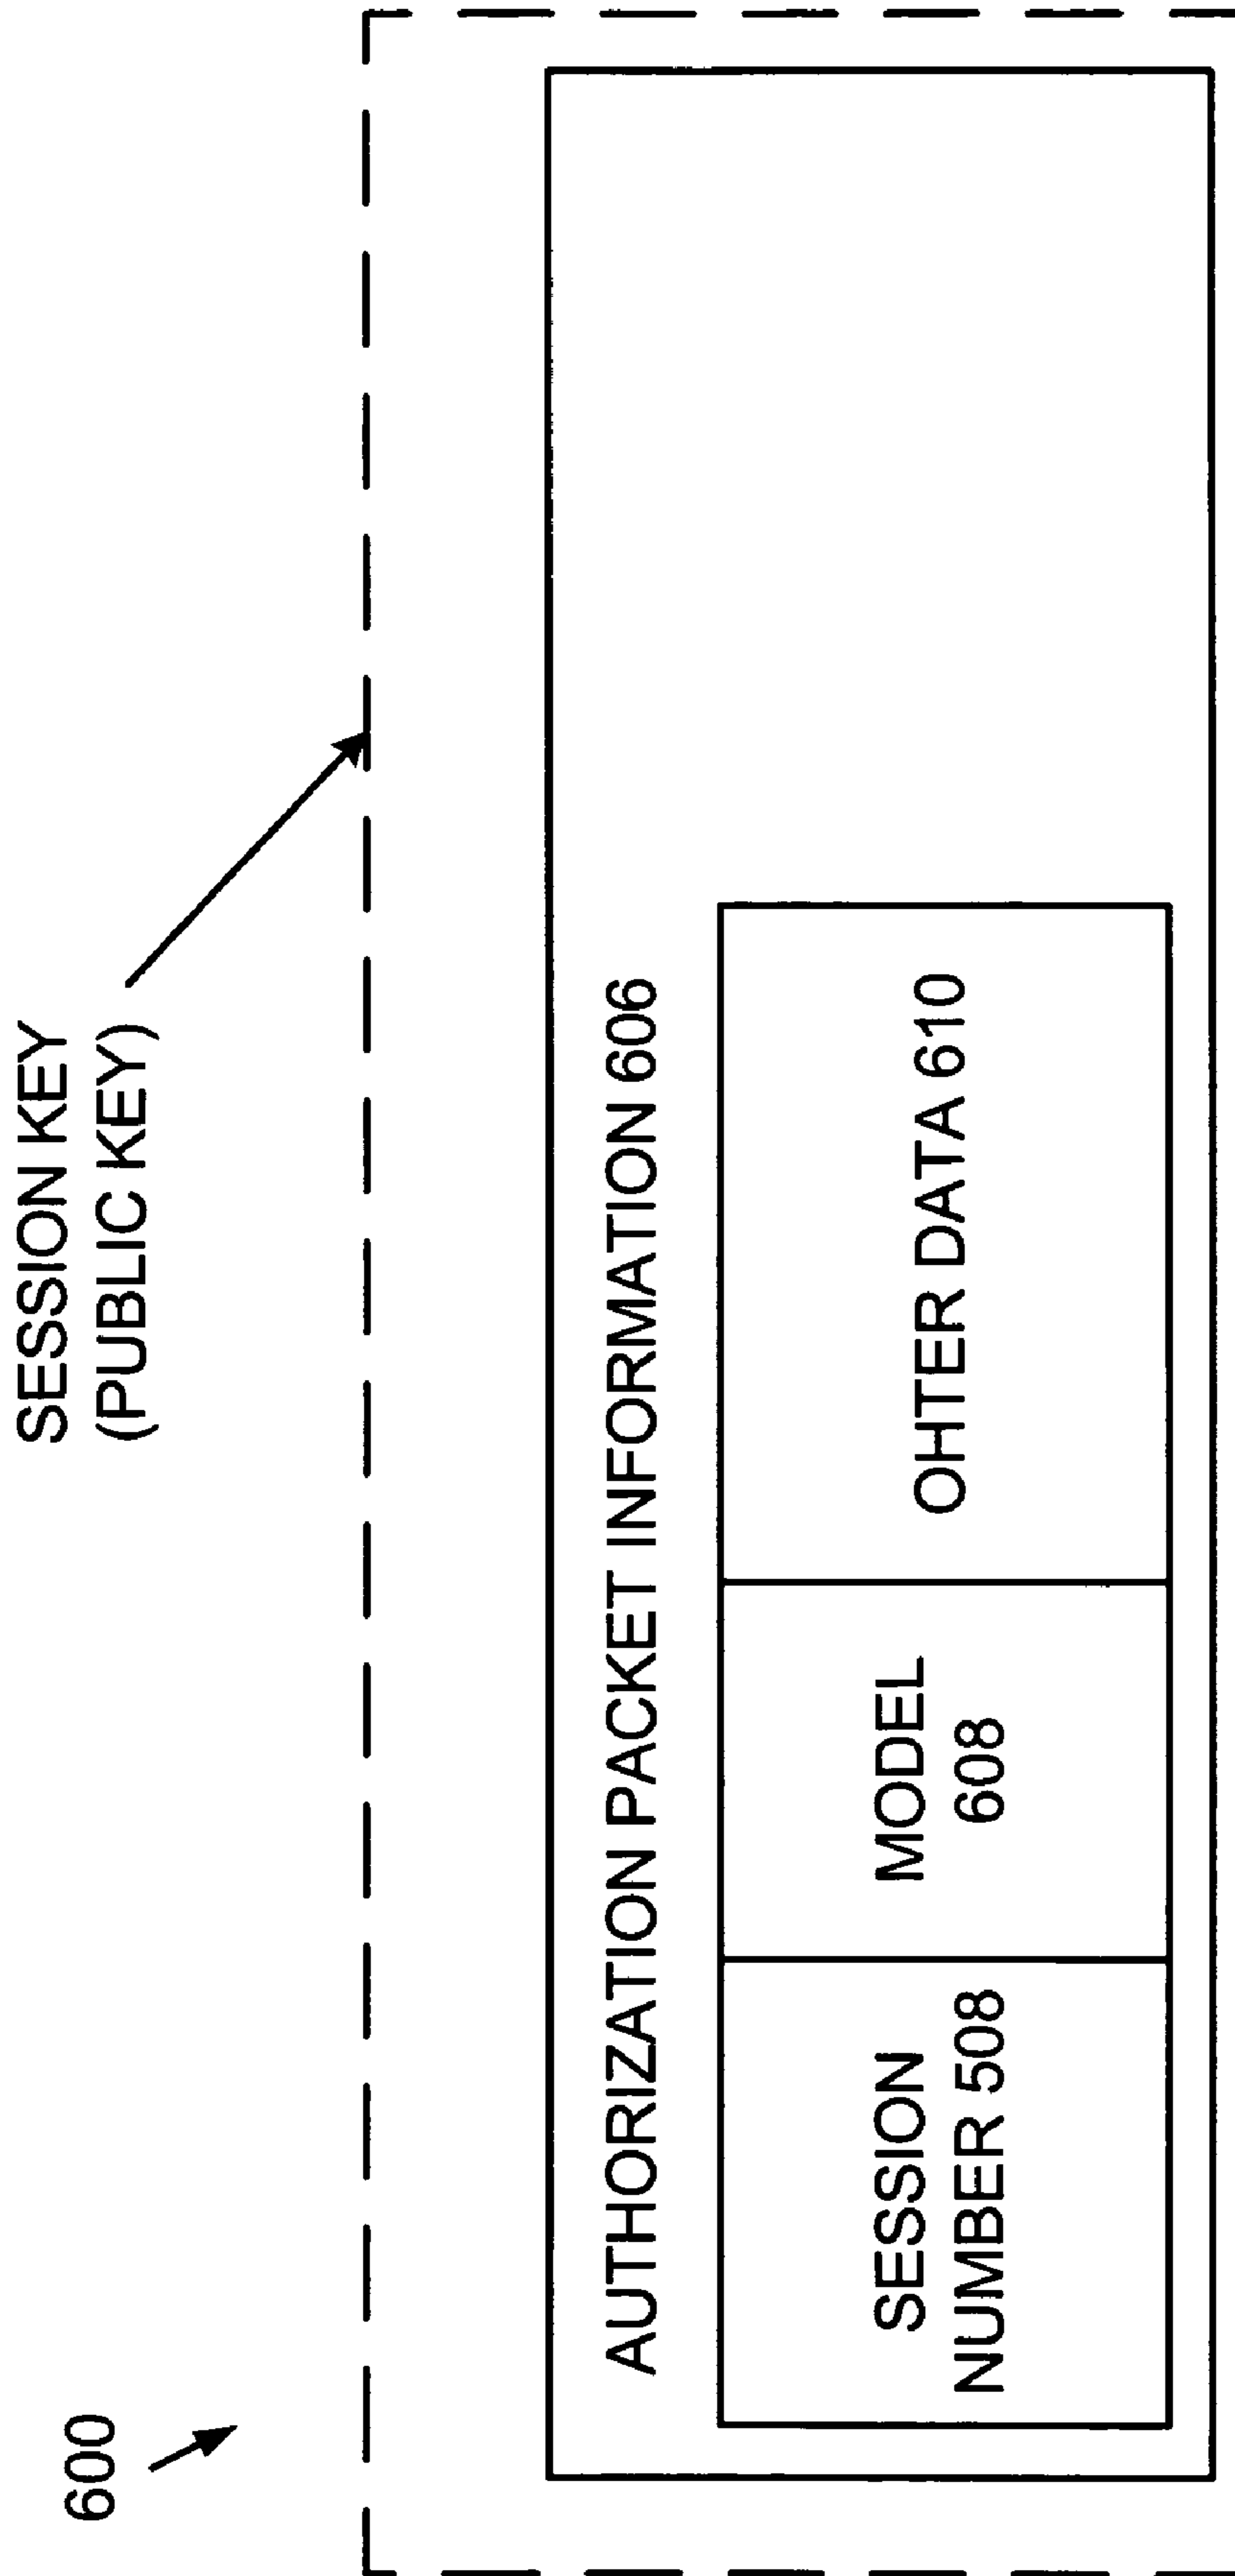 600
SESSION KEY
(PUBLIC KEY)
AUTHORIZATION PACKET INFORMATION 606
SESSION
NUMBER 508
MODEL
608
OHTER DATA 610